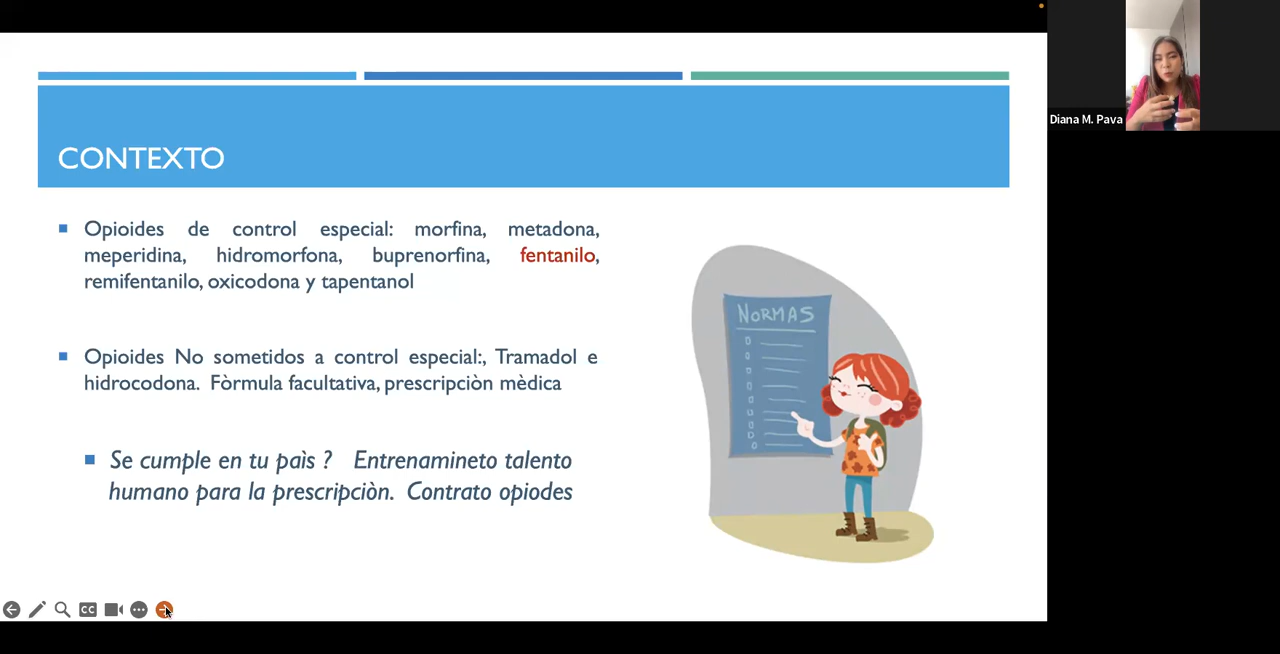 CONTEXTO
Opioides de control especial: morfina, metadona,
meperidina, hidromorfona, buprenorfina, fentanilo,
remifentanilo, oxicodona y tapentanol
Opioides No sometidos a control especial:, Tramadol e
hidrocodona. Fòrmula facultativa, prescripciòn mèdica
Se cumple en tu paìs ? Entrenamineto talento
humano para la prescripciòn. Contrato opiodes
NORMAS
CC
Diana M. Pava